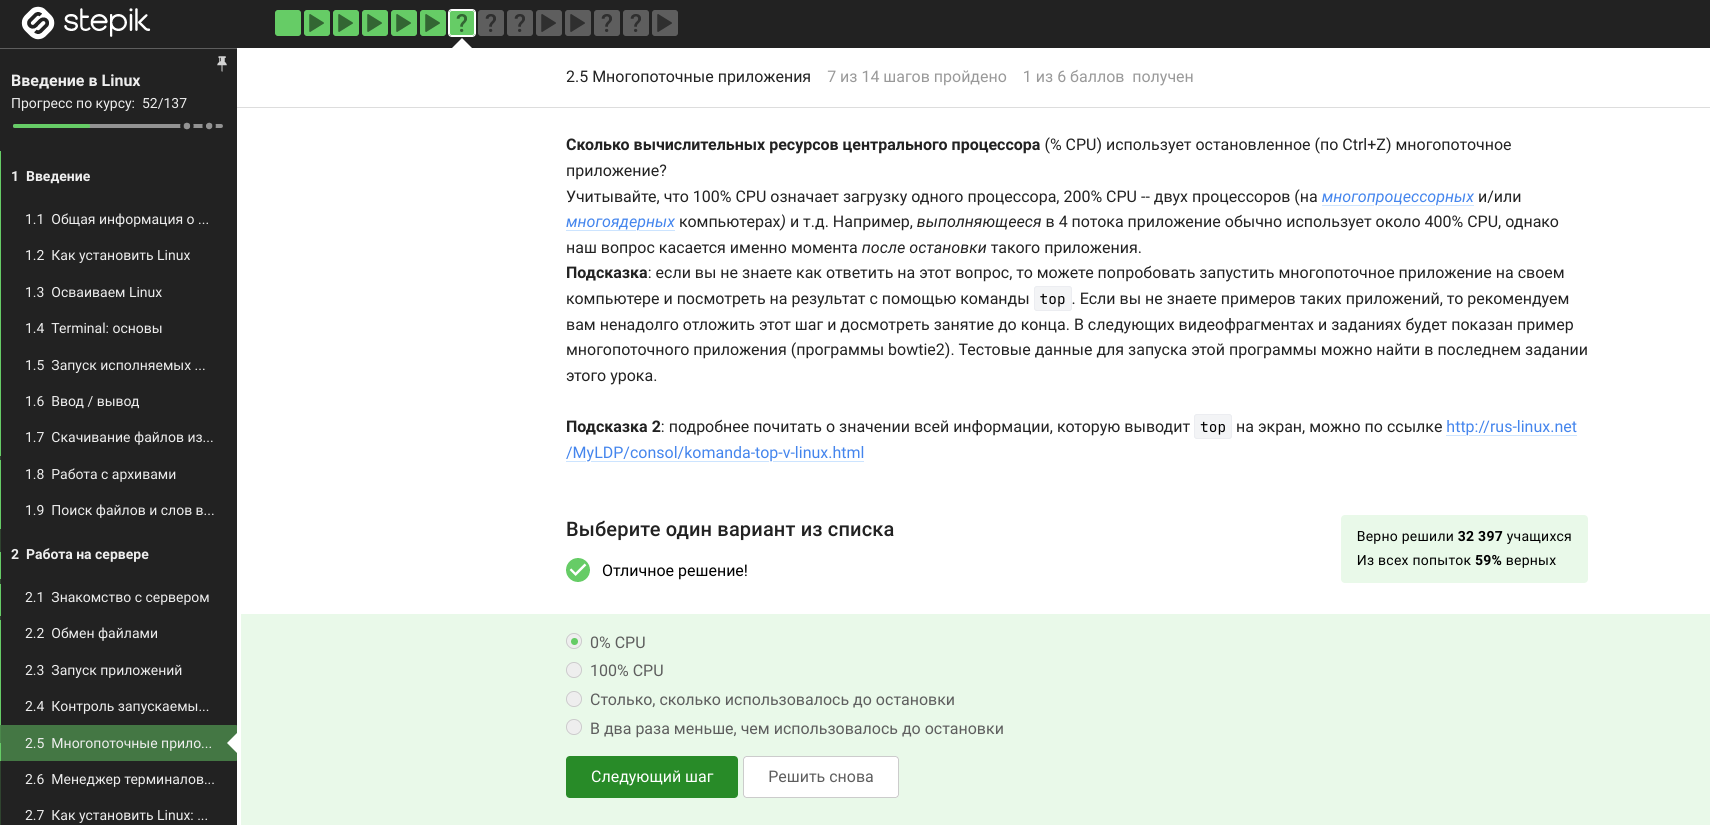 stepik
? ? ? ? ?
Введение в Linux
Прогресс по курсу: 52/137
1 Введение
1.1 Общая информация о ...
1.2 Как установить Linux
1.3 Осваиваем Linux
1.4 Terminal: основы
1.5 Запуск исполняемых ...
1.6 Ввод / вывод
1.7 Скачивание файлов из...
1.8 Работа с архивами
1.9 Поиск файлов и слов в...
2 Работа на сервере
2.1 Знакомство с сервером
2.2 Обмен файлами
2.3 Запуск приложений
2.4 Контроль запускаемы...
2.5 Многопоточные прило...
2.6 Менеджер терминалов...
2.7 Как установить Linux: ...
2.5 Многопоточные приложения 7 из 14 шагов пройдено 1 из 6 баллов получен
Сколько вычислительных ресурсов центрального процессора (% CPU) использует остановленное (по Ctrl+Z) многопоточное
приложение?
Учитывайте, что 100% CPU означает загрузку одного процессора, 200% CPU -- двух процессоров (на многопроцессорных и/или
многоядерных компьютерах) и т.д. Например, выполняющееся в 4 потока приложение обычно использует около 400% CPU, однако
наш вопрос касается именно момента после остановки такого приложения.
Подсказка: если вы не знаете как ответить на этот вопрос, то можете попробовать запустить многопоточное приложение на своем
компьютере и посмотреть на результат с помощью команды top. Если вы не знаете примеров таких приложений, то рекомендуем
вам ненадолго отложить этот шаг и досмотреть занятие до конца. В следующих видеофрагментах и заданиях будет показан пример
многопоточного приложения (программы bowtie2). Тестовые данные для запуска этой программы можно найти в последнем задании
этого урока.
Подсказка 2: подробнее почитать о значении всей информации, которую выводит top на экран, можно по ссылке http://rus-linux.net
/MyLDP/consol/komanda-top-v-linux.html
Выберите один вариант из списка
Отличное решение!
Верно решили 32 397 учащихся
Из всех попыток 59% верных
0% CPU
100% CPU
Столько, сколько использовалось до остановки
В два раза меньше, чем использовалось до остановки
Следующий шаг
Решить снова